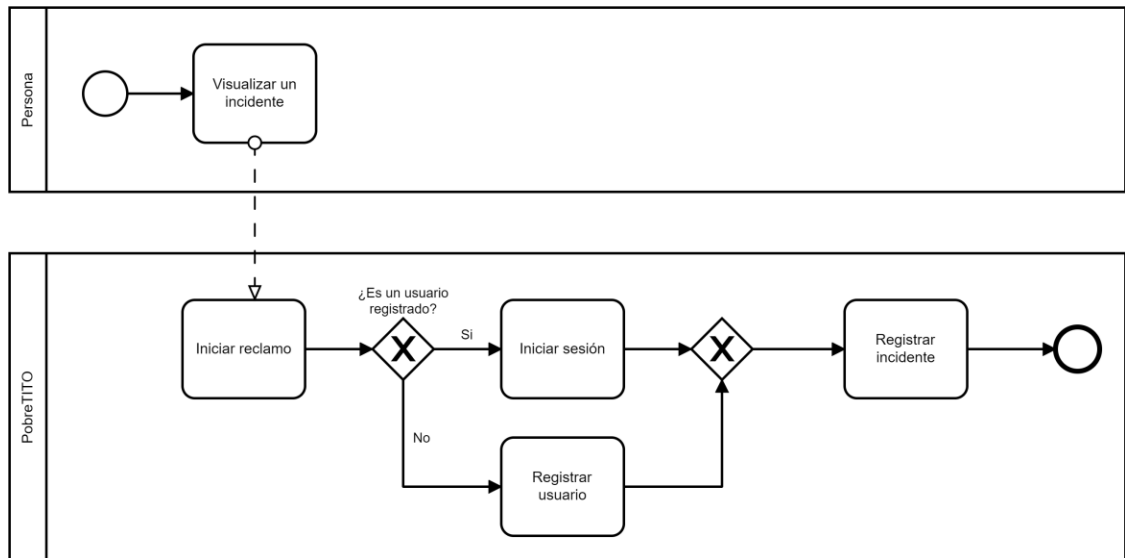 Persona
Visualizar un
incidente
PobreTITO
Iniciar reclamo
¿Es un usuario
registrado?
Si
Iniciar sesión
Registrar
incidente
No
Registrar
usuario